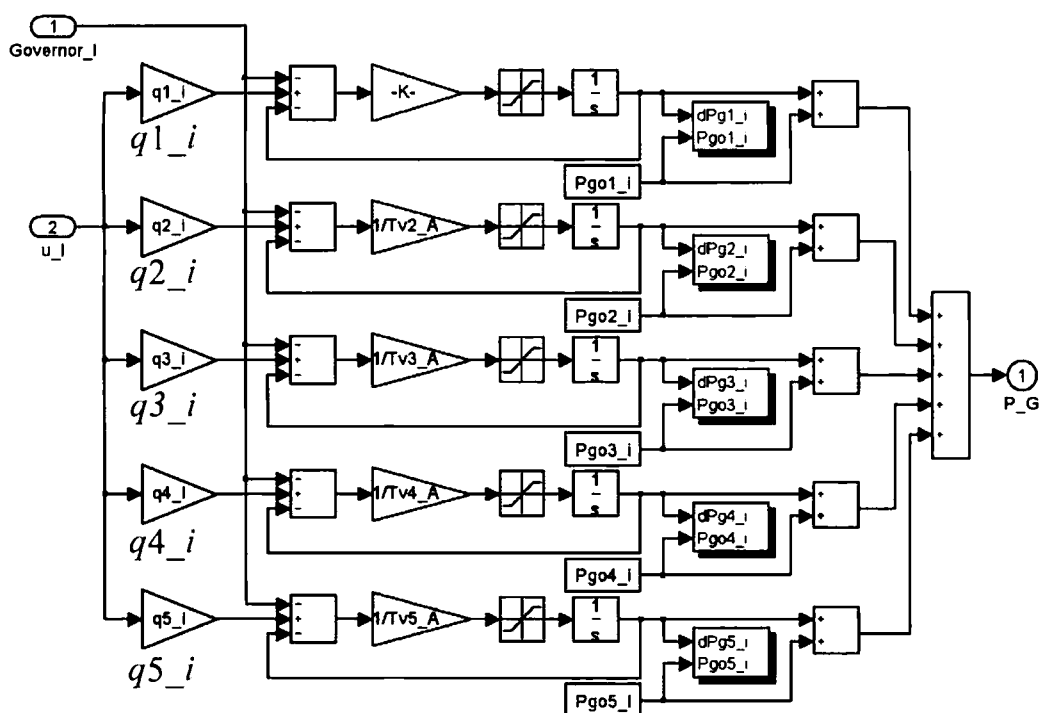 1
Governor_I
q1_i
-K-
1
s
dPg1_i
Pgo1_i
+
+
-
+
-
q1_i
Pgo1_i
2
u_I
q2_i
1/Tv2_A
1
s
dPg2_i
Pgo2_i
+
+
-
+
-
q2_i
Pgo2_i
q3_i
1/Tv3_A
1
s
dPg3_i
Pgo3_i
+
+
-
+
-
q3_i
Pgo3_i
+
+
+
+
+
1
P_G
q4_I
1/Tv4_A
1
s
dPg4_i
Pgo4_i
+
+
-
+
-
q4_i
Pgo4_i
q5_I
1/Tv5_A
1
s
dPg5_i
Pgo5_i
+
+
-
+
-
q5_i
Pgo5_I